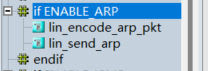 if ENABLE_ARP
lin_encode_arp_pkt
lin_send_arp
endif